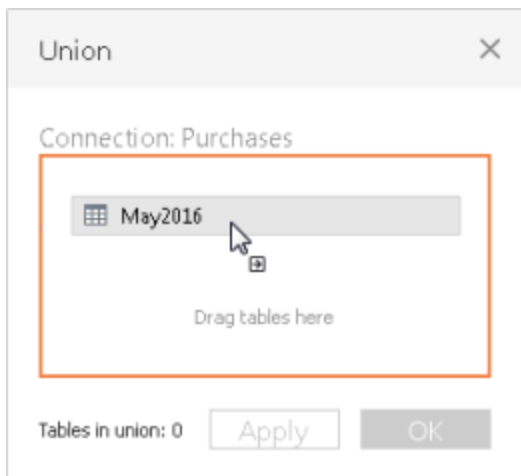 Union
Connection: Purchases
May2016
Drag tables here
Tables in union: 0 Apply OK